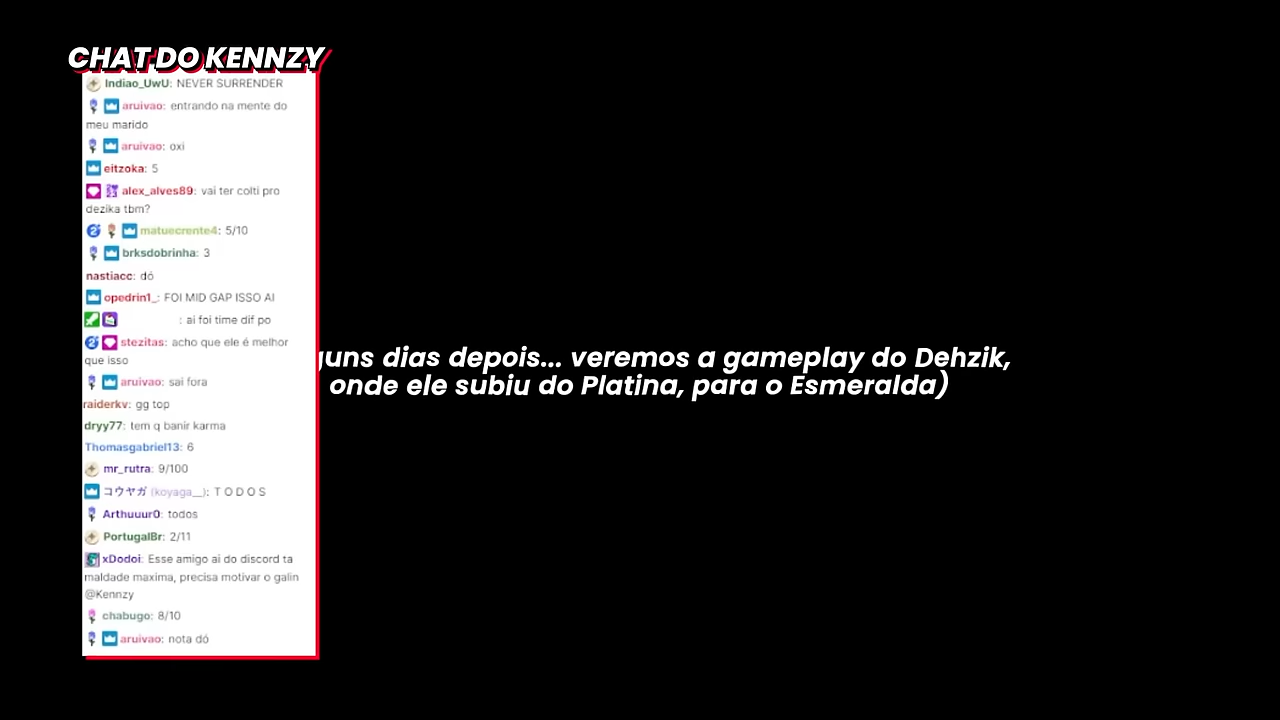 CHAT DO KENNZY
Indiao_UwU: NEVER SURRENDER
aruivao: entrando na mente do
meu marido
aruivao: oxi
eitzoka: 5
alex_alves89: vai ter colti pro
dezika tbm?
matuecrente4: 5/10
brksdobrinha: 3
nastiacc: dó
opedrin1_: FOI MID GAP ISSO AI
: ai foi time dif po
stezitas: acho que ele é melhor
que isso
aruivao: sai fora
raiderkv: gg top
dryy77: tem q banir karma
Thomasgabriel13: 6
mr_rutra: 9/100
コウヤガ (koyaga__): T O D O S
Arthuuur0: todos
PortugalBr: 2/11
xDodoi: Esse amigo ai do discord ta
maldade maxima, precisa motivar o galin
@Kennzy
chabugo: 8/10
aruivao: nota dó
guns dias depois... veremos a gameplay do Dehzik,
onde ele subiu do Platina, para o Esmeralda)